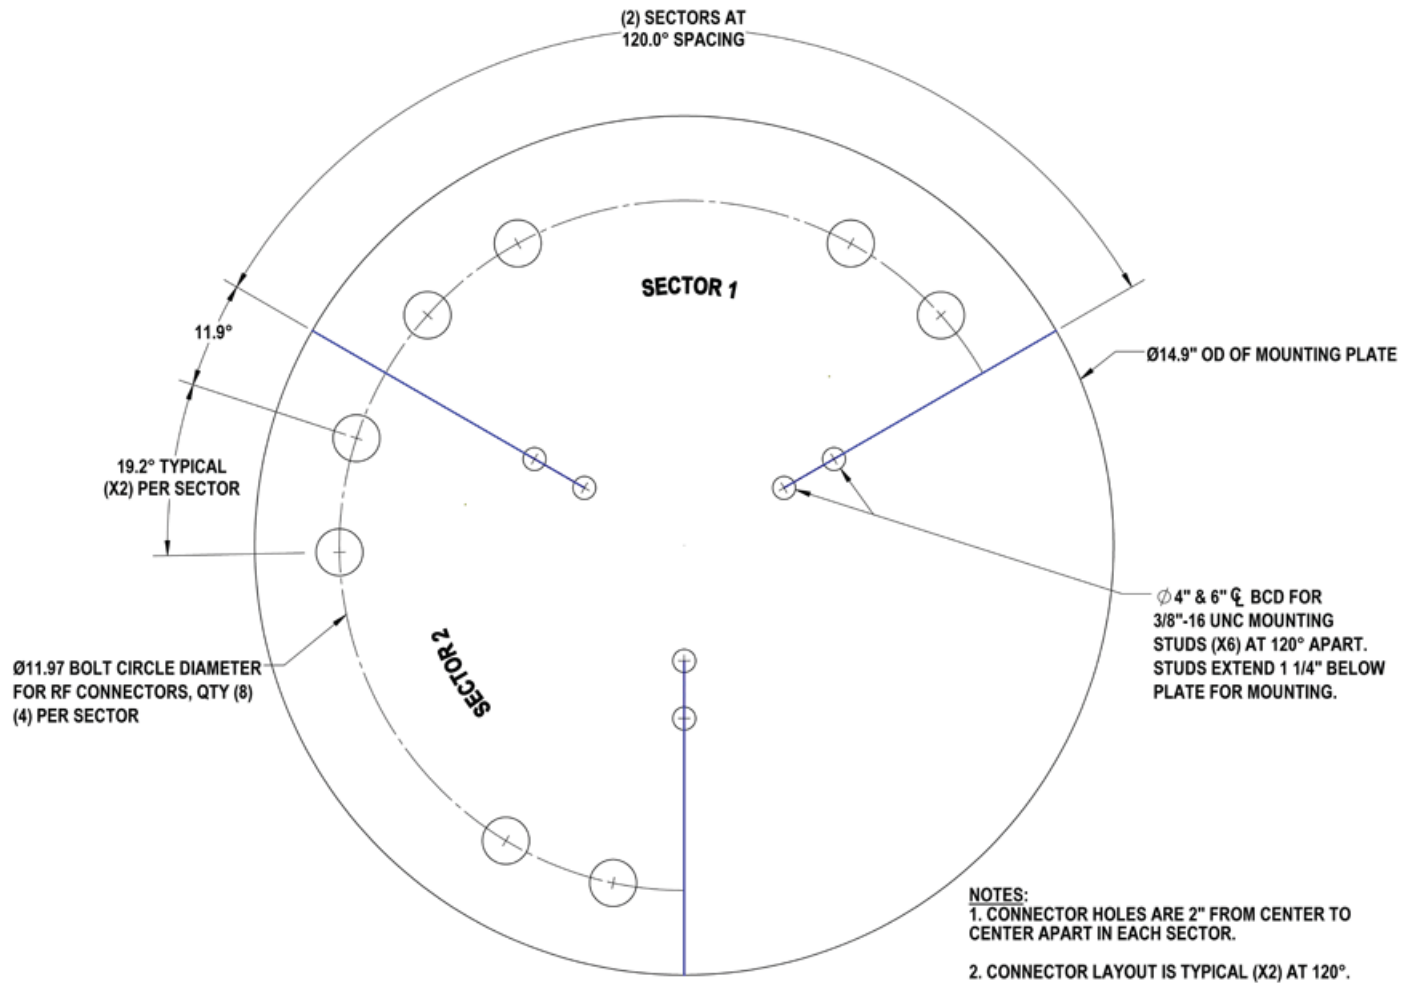 (2) SECTORS AT
120.0° SPACING
SECTOR 1
11.9°
Ø14.9" OD OF MOUNTING PLATE
19.2° TYPICAL
(X2) PER SECTOR
Ø4" & 6" ℄ BCD FOR
3/8"-16 UNC MOUNTING
STUDS (X6) AT 120° APART.
STUDS EXTEND 1 1/4" BELOW
PLATE FOR MOUNTING.
SECTOR 2
Ø11.97 BOLT CIRCLE DIAMETER
FOR RF CONNECTORS, QTY (8)
(4) PER SECTOR
NOTES:
1. CONNECTOR HOLES ARE 2" FROM CENTER TO
CENTER APART IN EACH SECTOR.
2. CONNECTOR LAYOUT IS TYPICAL (X2) AT 120°.